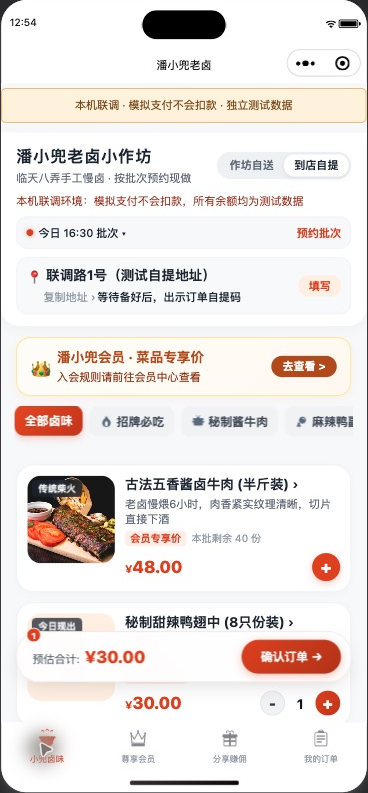 12:54
潘小兜老卤
本机联调 · 模拟支付不会扣款 · 独立测试数据
潘小兜老卤小作坊
作坊自送 到店自提
临天八弄手工慢卤 · 按批次预约现做
本机联调环境：模拟支付不会扣款，所有余额均为测试数据
今日 16:30 批次 预约批次
联调路1号（测试自提地址）
复制地址 › 等待备好后，出示订单自提码
填写
潘小兜会员 · 菜品专享价
入会规则请前往会员中心查看
去查看 >
全部卤味 招牌必吃 秘制酱牛肉 麻辣鸭
传统柴火
古法五香酱卤牛肉 (半斤装) ›
老卤慢煨6小时，肉香紧实纹理清晰，切片
直接下酒
会员专享价 本批剩余 40 份
¥48.00
+
今日现出
秘制甜辣鸭翅中 (8只份装) ›
1
预估合计: ¥30.00 确认订单 →
¥30.00
- 1 +
小兜卤味 尊享会员 分享赚佣 我的订单